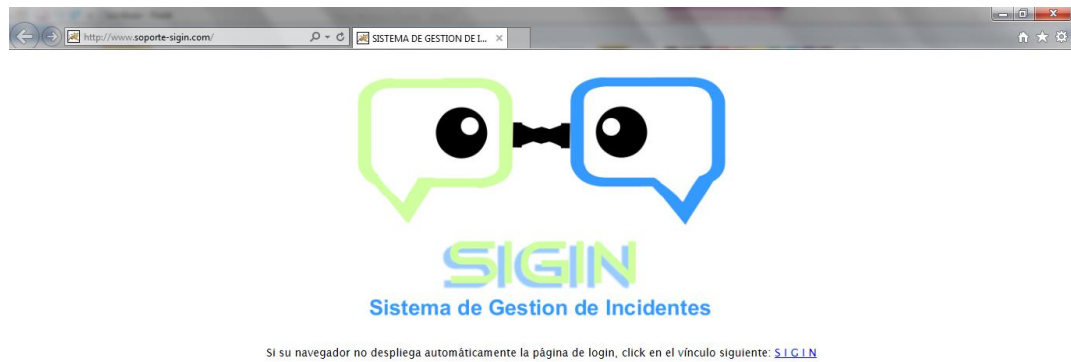 http://www.soporte-sigin.com/
SISTEMA DE GESTION DE I...
SIGIN
Sistema de Gestion de Incidentes
Si su navegador no despliega automáticamente la página de login, click en el vínculo siguiente: S I G I N